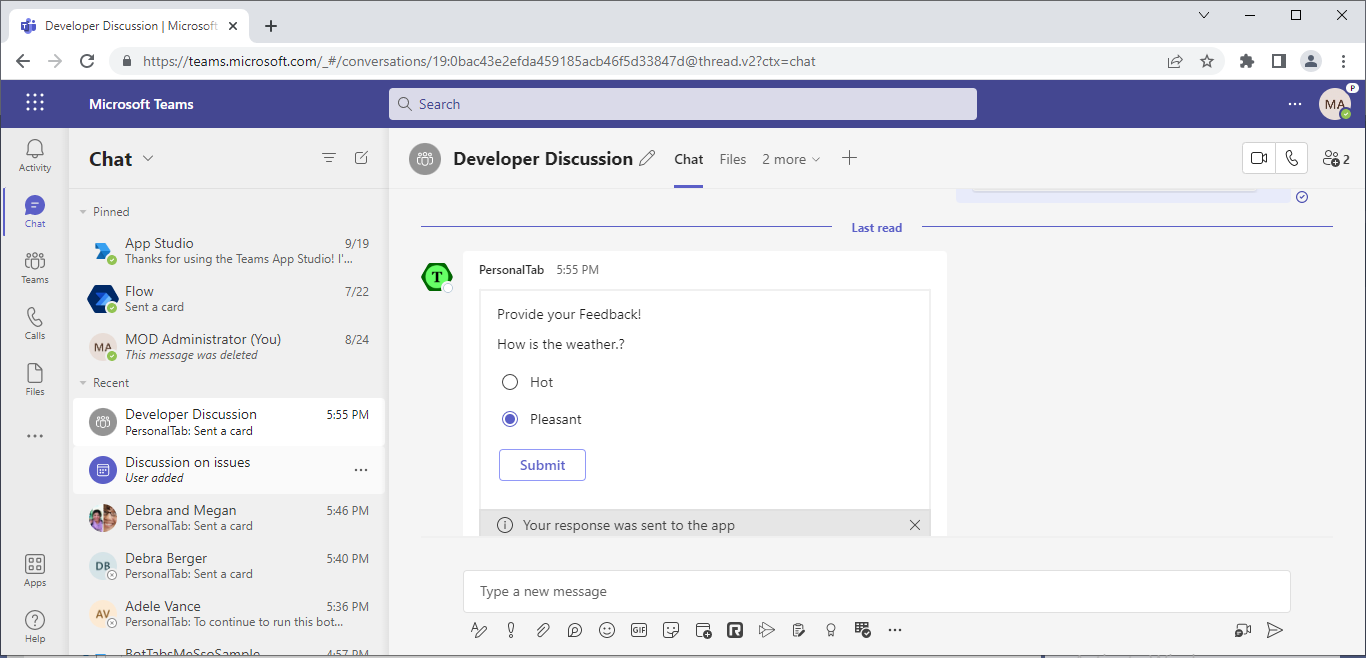 Developer Discussion | Microsoft
https://teams.microsoft.com/_#/conversations/19:0bac43e2efda459185acb46f5d33847d@thread.v2?ctx=chat
Microsoft Teams
Search
MA
P
Activity
Chat
Teams
Calls
Files
Apps
Help
Chat
Pinned
App Studio 9/19
Thanks for using the Teams App Studio! I'...
Flow 7/22
Sent a card
MA
MOD Administrator (You) 8/24
This message was deleted
Recent
Developer Discussion 5:55 PM
PersonalTab: Sent a card
Discussion on issues
User added
Debra and Megan 5:46 PM
PersonalTab: Sent a card
DB
Debra Berger 5:40 PM
PersonalTab: Sent a card
AV
Adele Vance 5:36 PM
PersonalTab: To continue to run this bot...
BotTabsMeSsoSample 4:57 PM
Developer Discussion
Chat Files 2 more
2
Last read
T
PersonalTab 5:55 PM
Provide your Feedback!
How is the weather.?
Hot
Pleasant
Submit
Your response was sent to the app
Type a new message
GIF